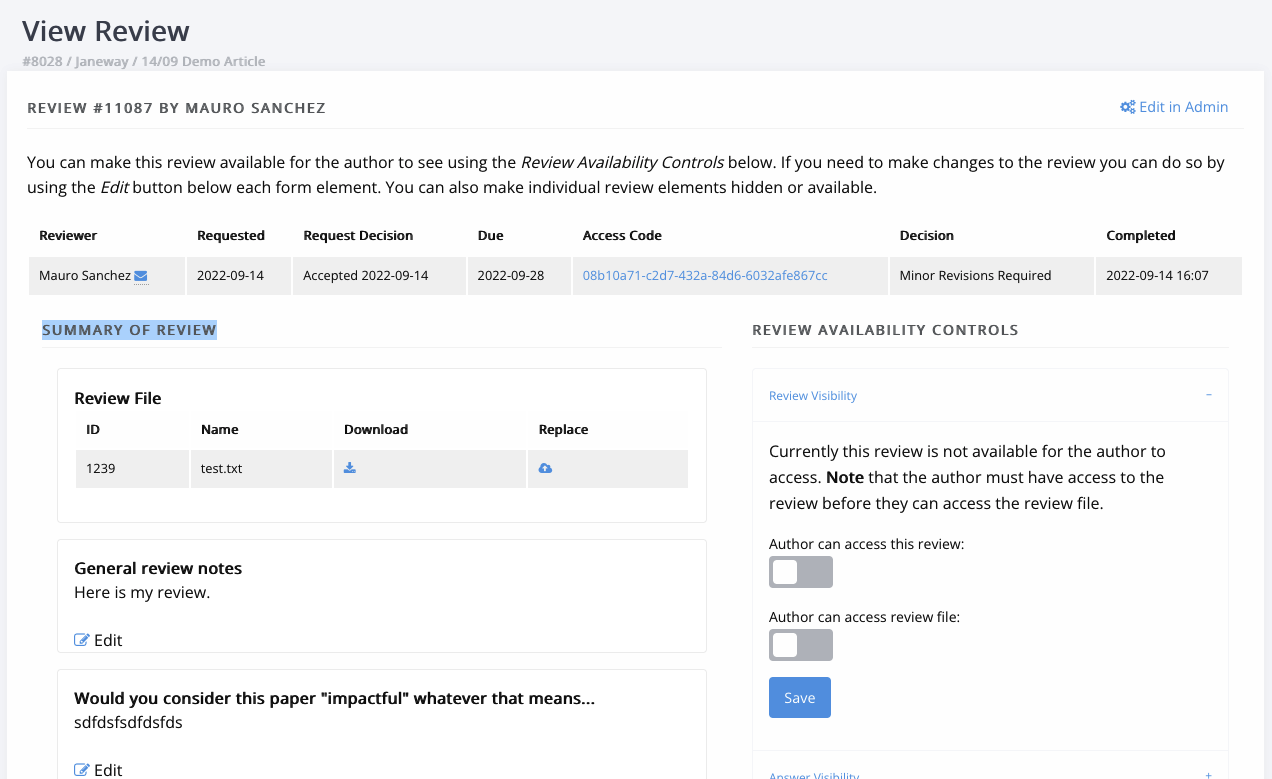 View Review
#8028 / Janeway / 14/09 Demo Article
REVIEW #11087 BY MAURO SANCHEZ
Edit in Admin
You can make this review available for the author to see using the Review Availability Controls below. If you need to make changes to the review you can do so by
using the Edit button below each form element. You can also make individual review elements hidden or available.
Reviewer Requested Request Decision Due Access Code Decision Completed
Mauro Sanchez 2022-09-14 Accepted 2022-09-14 2022-09-28 08b10a71-c2d7-432a-84d6-6032afe867cc Minor Revisions Required 2022-09-14 16:07
SUMMARY OF REVIEW
Review File
ID Name Download Replace
1239 test.txt
General review notes
Here is my review.
Edit
Would you consider this paper "impactful" whatever that means...
sdfdsfsdfdsfds
Edit
REVIEW AVAILABILITY CONTROLS
Review Visibility −
Currently this review is not available for the author to
access. Note that the author must have access to the
review before they can access the review file.
Author can access this review:
Author can access review file:
Save
Answer Visibility +